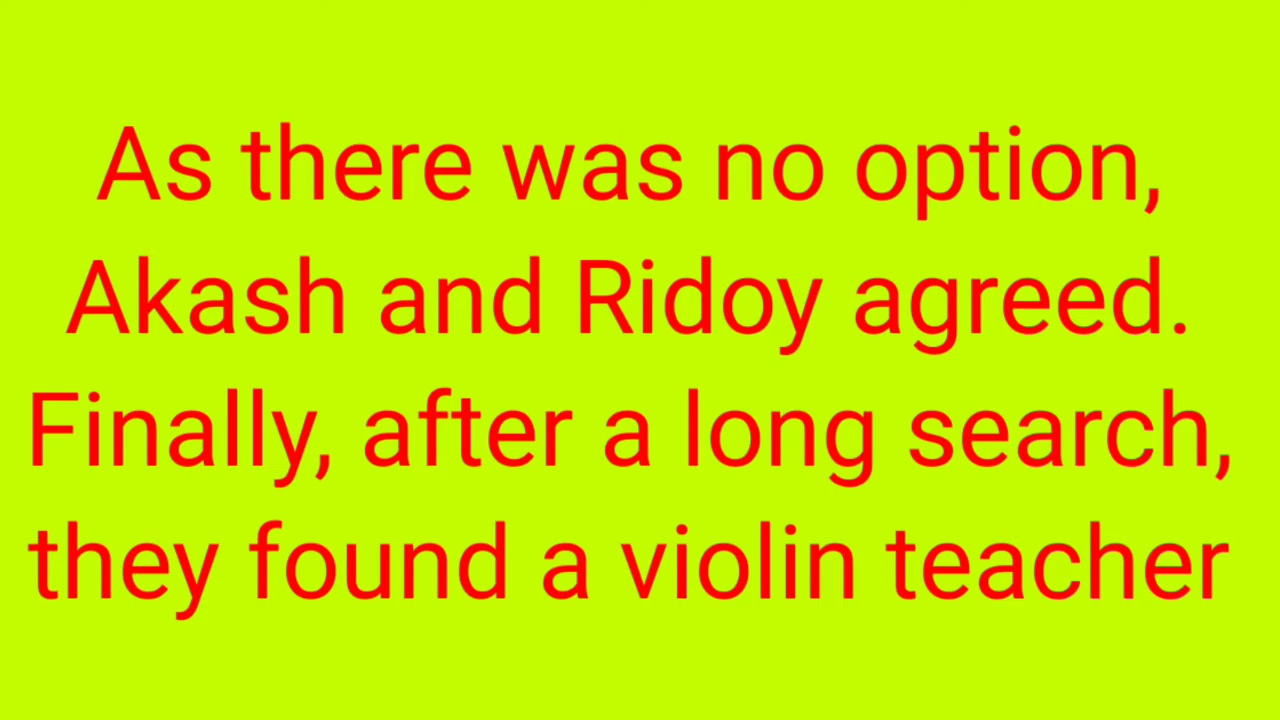 As there was no option,
Akash and Ridoy agreed.
Finally, after a long search,
they found a violin teacher